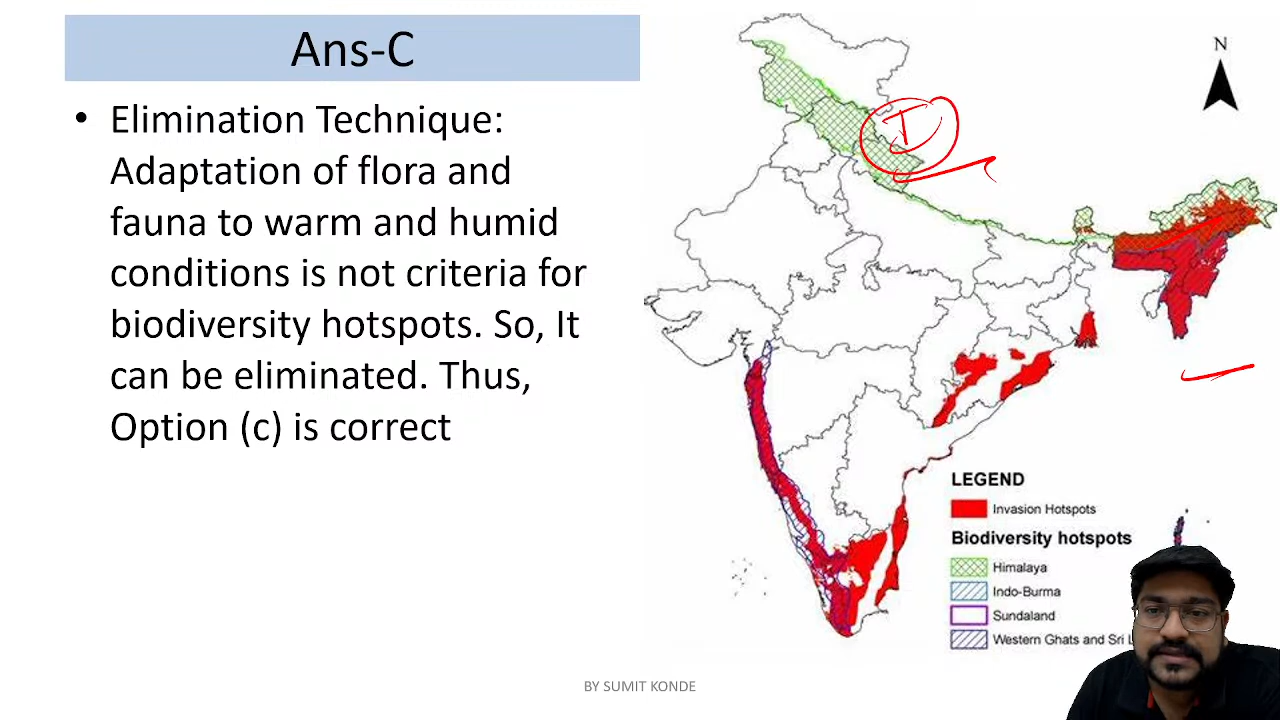 Ans-C
• Elimination Technique:
Adaptation of flora and
fauna to warm and humid
conditions is not criteria for
biodiversity hotspots. So, It
can be eliminated. Thus,
Option (c) is correct
N
I
LEGEND
Invasion Hotspots
Biodiversity hotspots
Himalaya
Indo-Burma
Sundaland
Western Ghats and Sri L
BY SUMIT KONDE